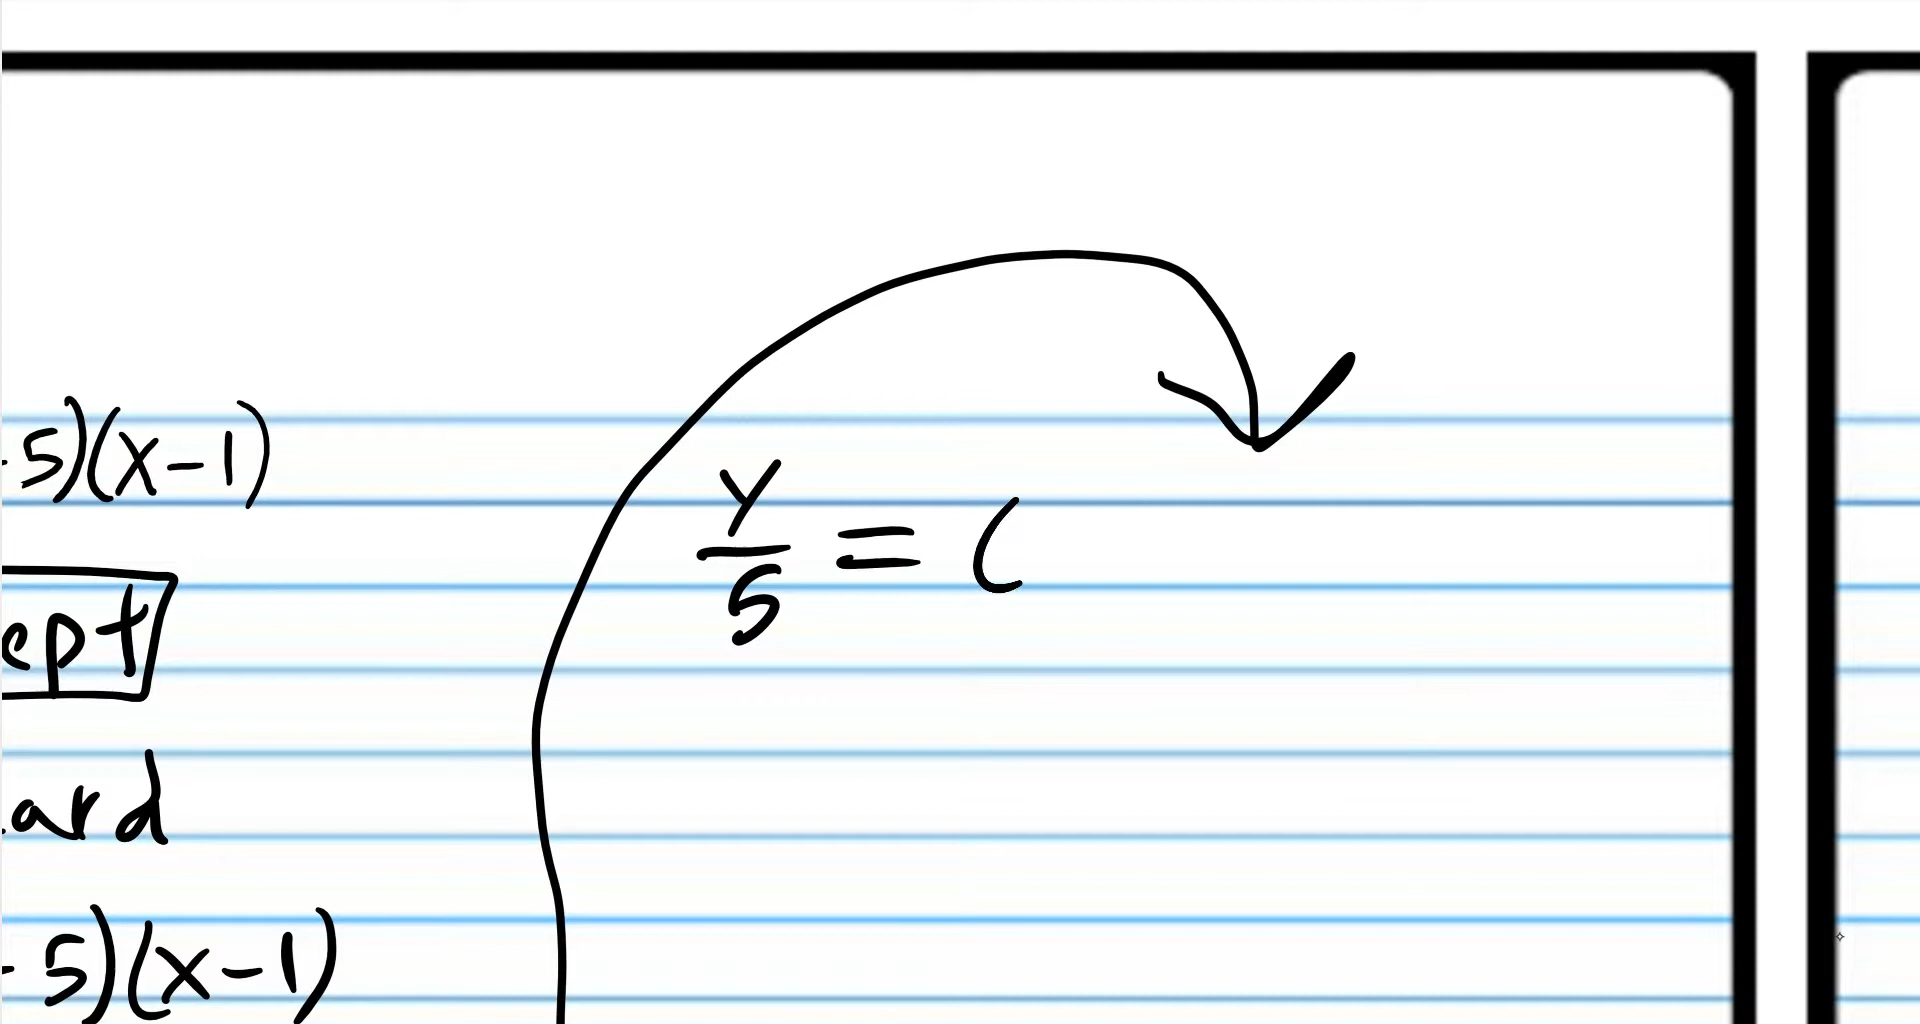 -5)(x-1)
y/5 = (
ept
ard
- 5)(x-1)